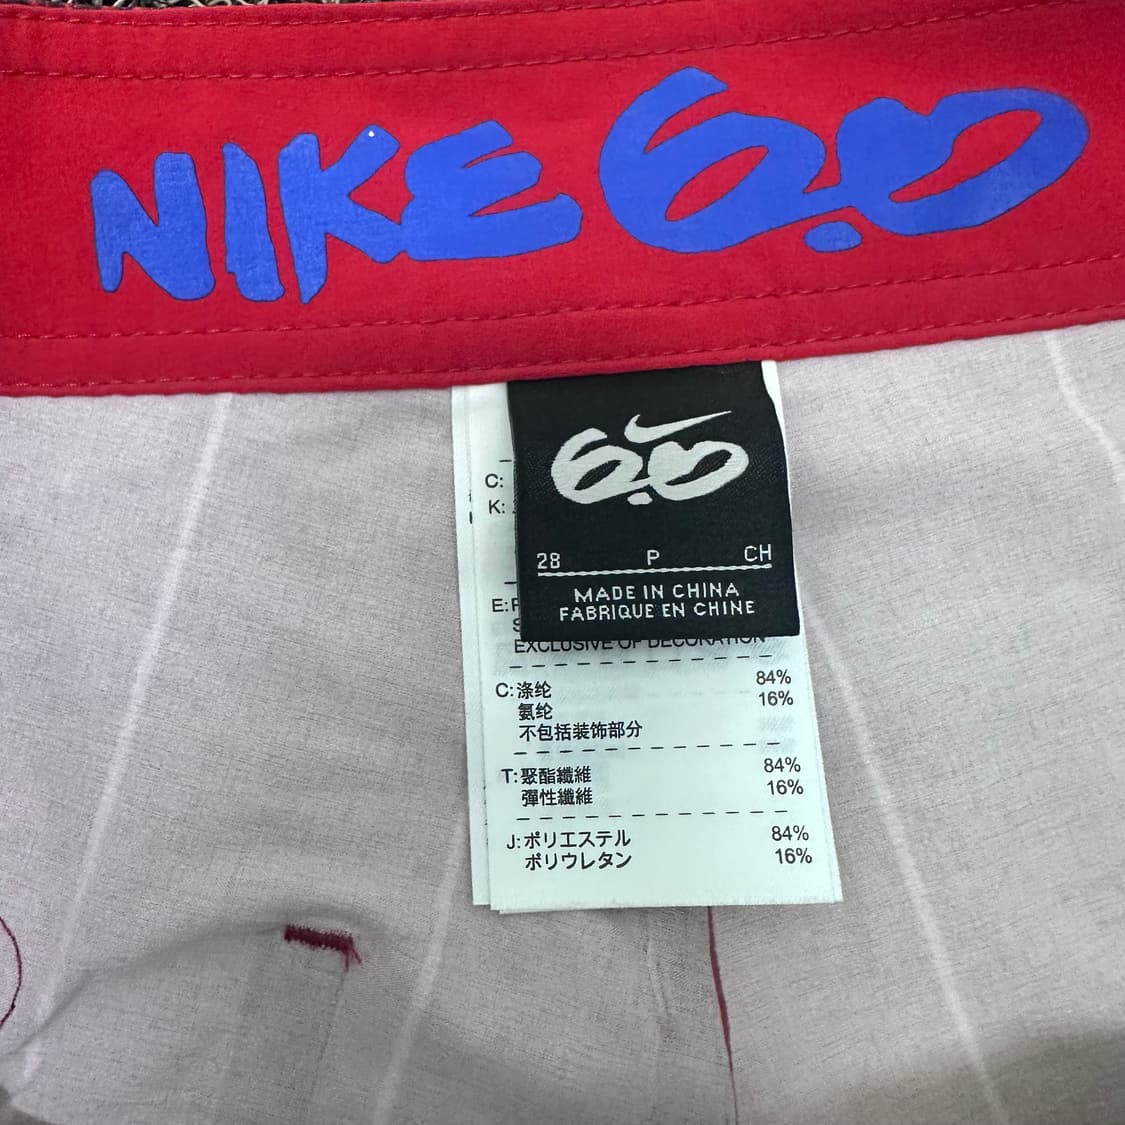 NIKE 6.0
6.0
28 P CH
MADE IN CHINA
FABRIQUE EN CHINE
C:
K:
E:
EXCLUSIVE OF DECORATION
C: 涤纶 84%
氨纶 16%
不包括装饰部分
T: 聚酯纖維 84%
彈性纖維 16%
J: ポリエステル 84%
ポリウレタン 16%